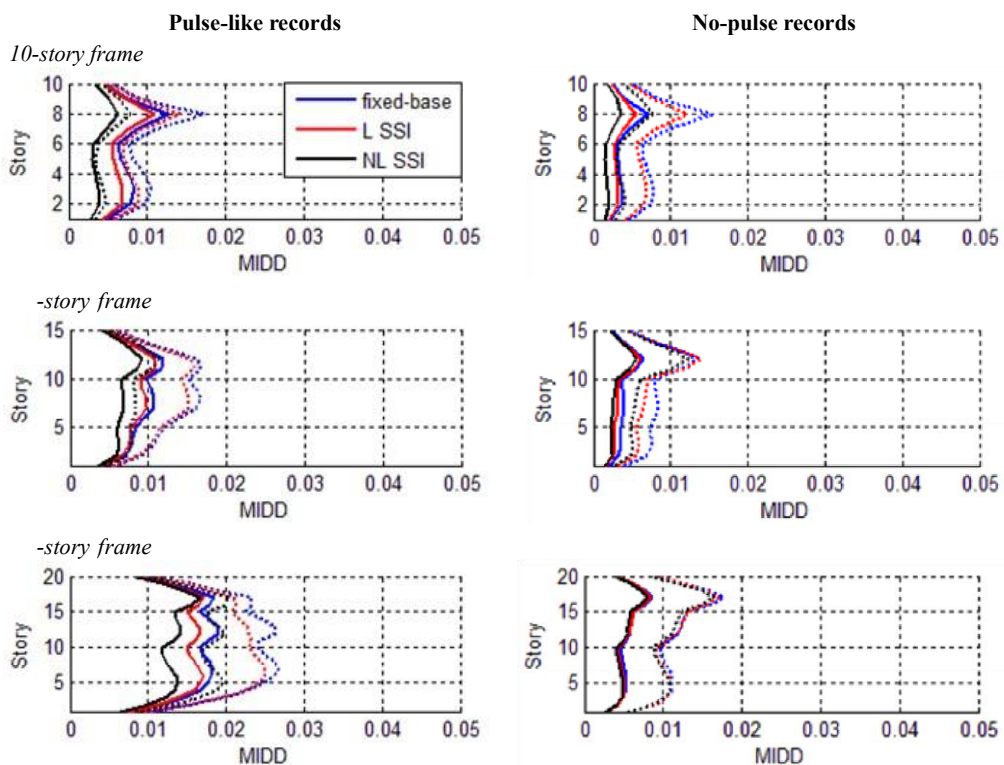 Pulse-like records No-pulse records
10-story frame
10
8
6
4
2
Story
fixed-base
L SSI
NL SSI
0 0.01 0.02 0.03 0.04 0.05
MIDD
10
8
6
4
2
Story
0 0.01 0.02 0.03 0.04 0.05
MIDD
-story frame
15
10
5
Story
0 0.01 0.02 0.03 0.04 0.05
MIDD
15
10
5
Story
0 0.01 0.02 0.03 0.04 0.05
MIDD
-story frame
20
15
10
5
Story
0 0.01 0.02 0.03 0.04 0.05
MIDD
20
15
10
5
Story
0 0.01 0.02 0.03 0.04 0.05
MIDD